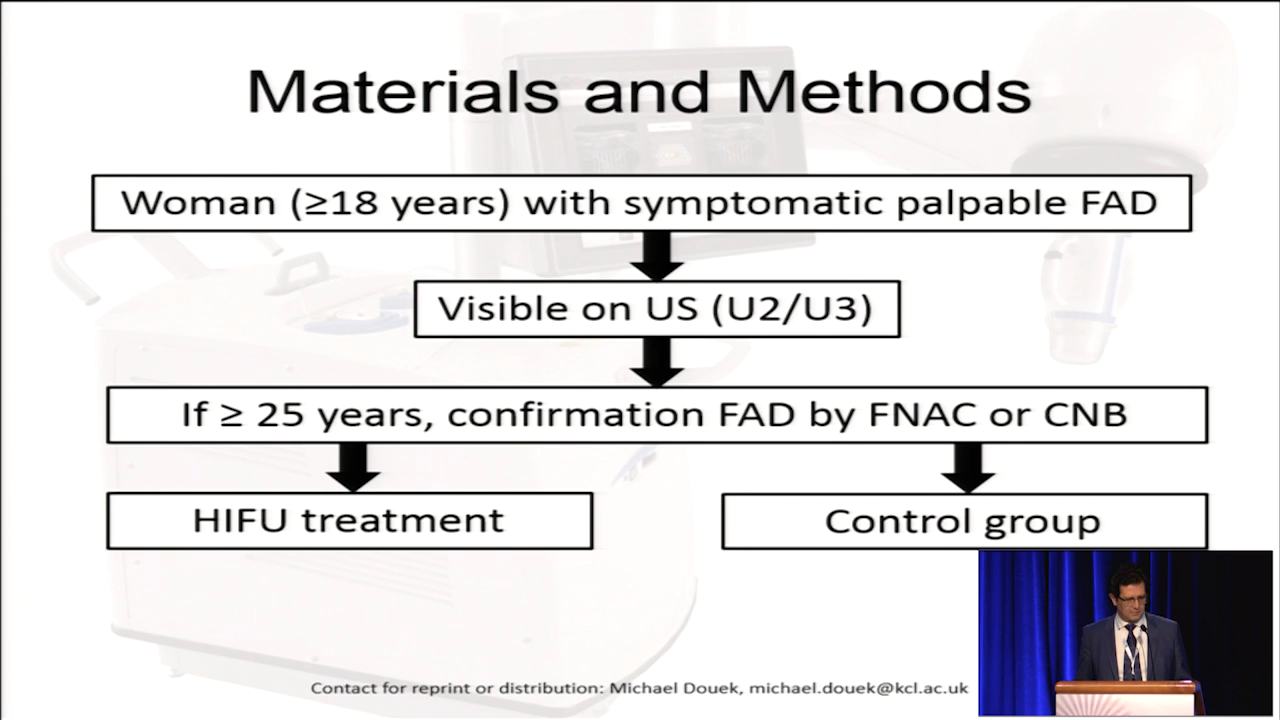 Materials and Methods
Woman (≥18 years) with symptomatic palpable FAD
Visible on US (U2/U3)
If ≥ 25 years, confirmation FAD by FNAC or CNB
HIFU treatment
Control group
Contact for reprint or distribution: Michael Douek, michael.douek@kcl.ac.uk